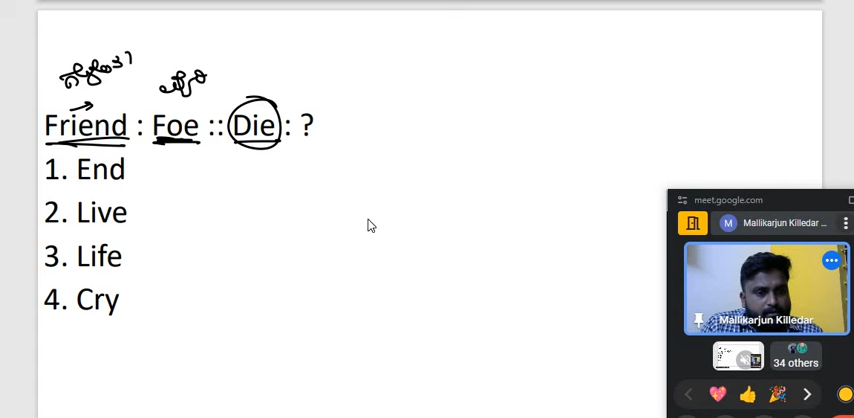 Friend : Foe :: Die : ?
1. End
2. Live
3. Life
4. Cry
meet.google.com
M Mallikarjun Killedar ...
Mallikarjun Killedar
34 others